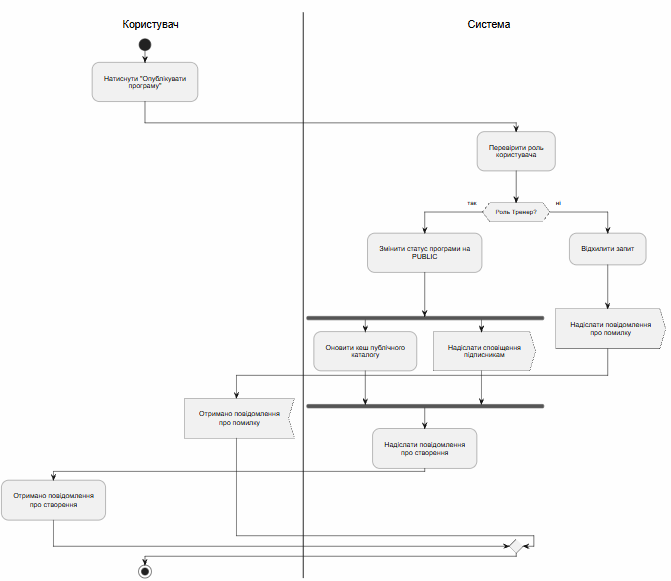 Користувач
Система
Натиснути "Опублікувати
програму"
Перевірити роль
користувача
так
Роль Тренер?
ні
Змінити статус програми на
PUBLIC
Відхилити запит
Надіслати повідомлення
про помилку
Оновити кеш публічного
каталогу
Надіслати сповіщення
підписникам
Отримано повідомлення
про помилку
Надіслати повідомлення
про створення
Отримано повідомлення
про створення